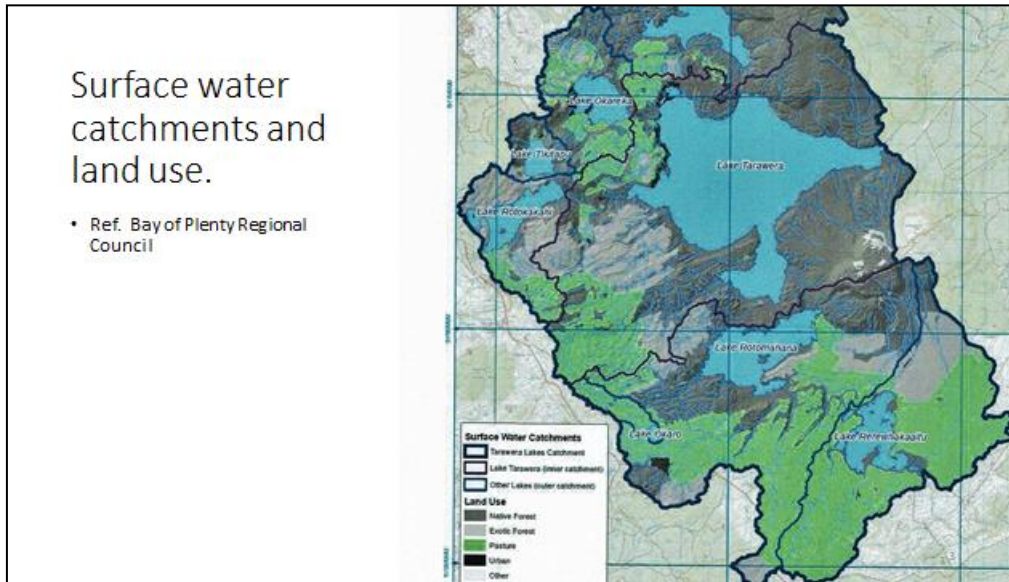 Surface water
catchments and
land use.
• Ref. Bay of Plenty Regional
Council
Lake Okareka
Lake Tikitapu
Lake Tarawera
Lake Rotokakahi
Lake Rotomahana
Lake Okaro
Lake Rerewhakaaitu
Surface Water Catchments
Tarawera Lakes Catchment
Lake Tarawera (inner catchment)
Other Lakes (outer catchment)
Land Use
Native Forest
Exotic Forest
Pasture
Urban
Other